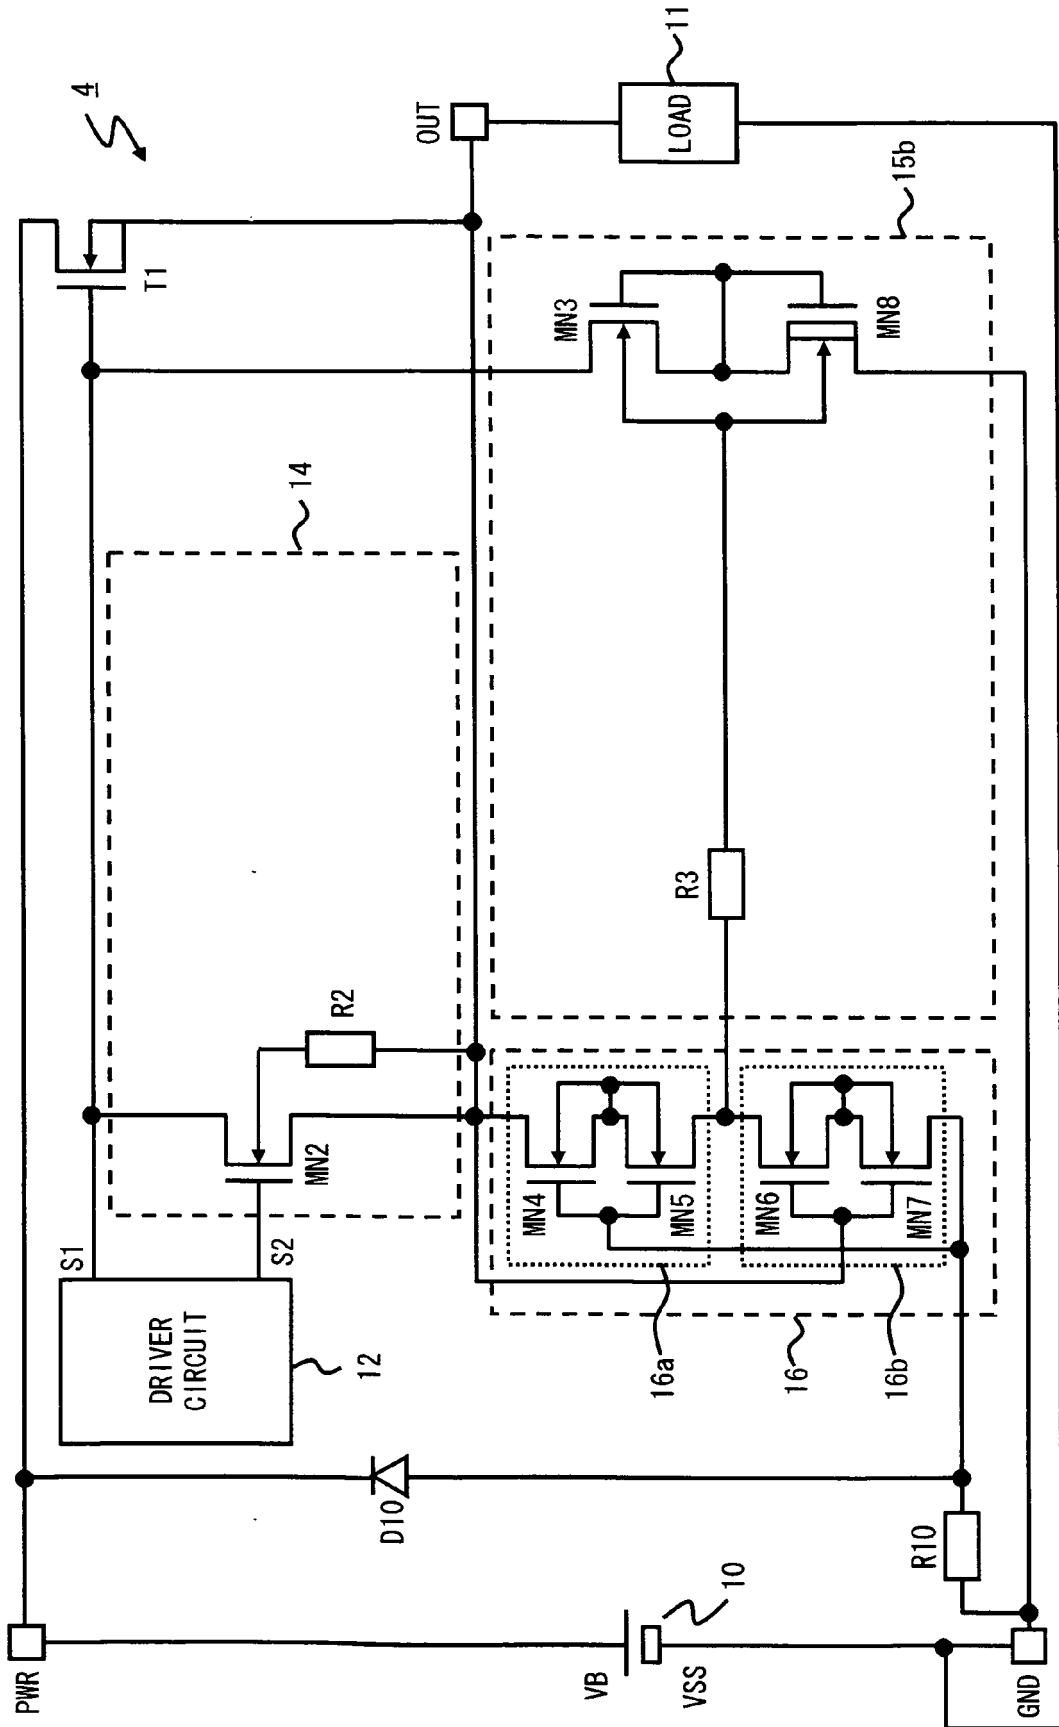 4
PWR
T1
OUT
11
LOAD
S1
DRIVER
CIRCUIT
12
S2
MN2
R2
14
D10
VB
VSS
10
R10
GND
MN4
MN5
MN6
MN7
16a
16
16b
R3
MN3
MN8
15b